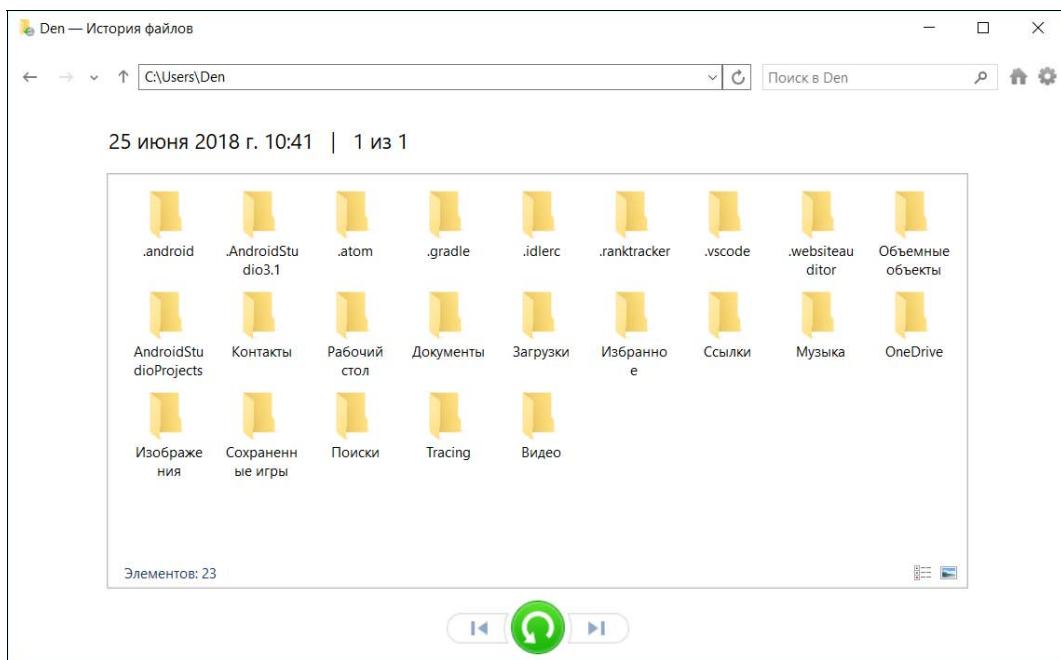 Den — История файлов
C:\Users\Den
Поиск в Den
25 июня 2018 г. 10:41 | 1 из 1
.android
.AndroidStu
dio3.1
.atom
.gradle
.idlerc
.ranktracker
.vscode
.websiteau
ditor
Объемные
объекты
AndroidStu
dioProjects
Контакты
Рабочий
стол
Документы
Загрузки
Избранно
е
Ссылки
Музыка
OneDrive
Изображе
ния
Сохраненн
ые игры
Поиски
Tracing
Видео
Элементов: 23